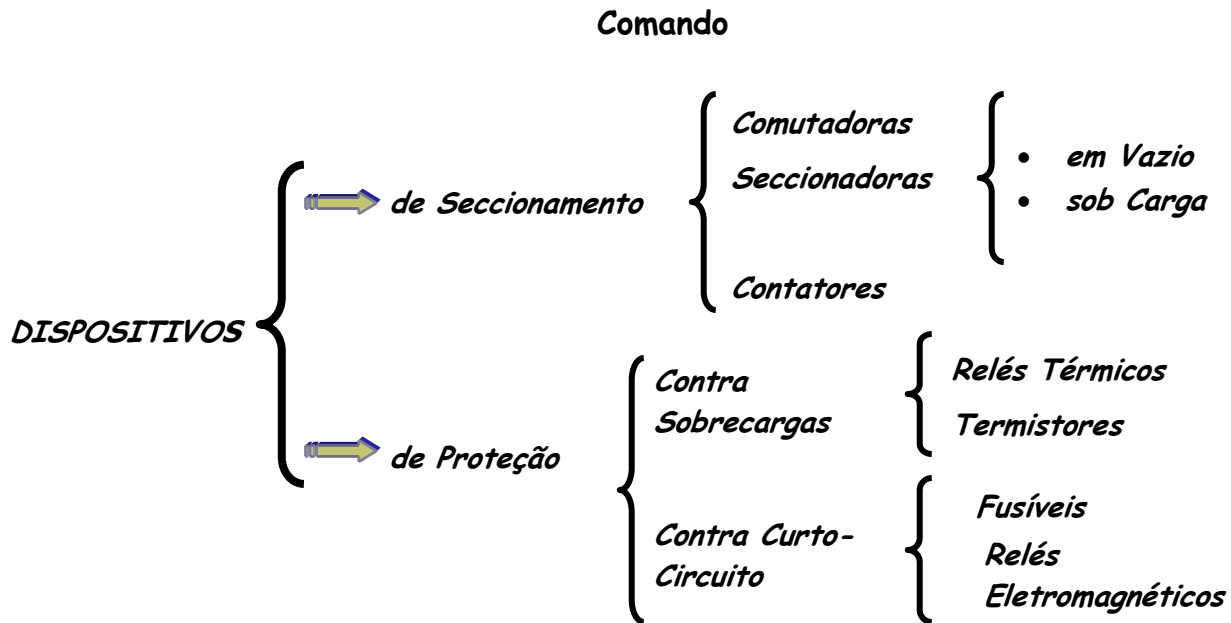 Comando
DISPOSITIVOS
de Seccionamento
Comutadoras
Seccionadoras
• em Vazio
• sob Carga
Contatores
de Proteção
Contra
Sobrecargas
Relés Térmicos
Termistores
Contra Curto-
Circuito
Fusíveis
Relés
Eletromagnéticos